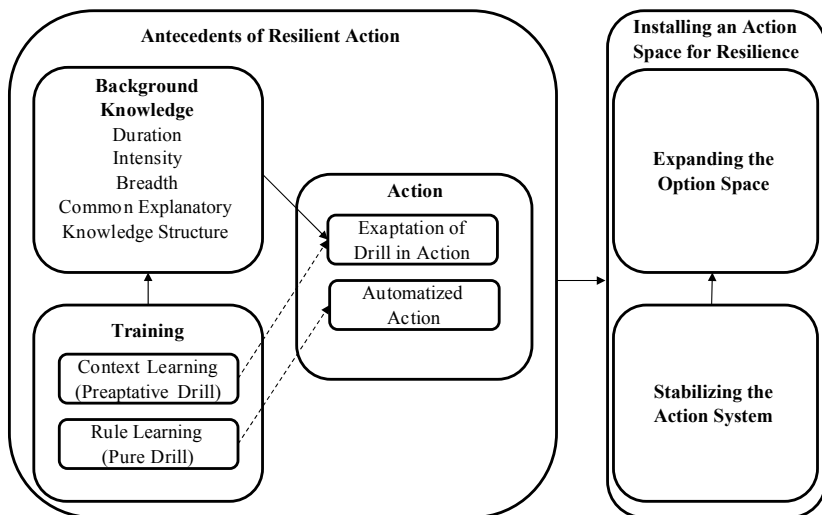 Antecedents of Resilient Action
Background
Knowledge
Duration
Intensity
Breadth
Common Explanatory
Knowledge Structure
Training
Context Learning
(Preaptative Drill)
Rule Learning
(Pure Drill)
Action
Exaptation of
Drill in Action
Automatized
Action
Installing an Action
Space for Resilience
Expanding the
Option Space
Stabilizing the
Action System